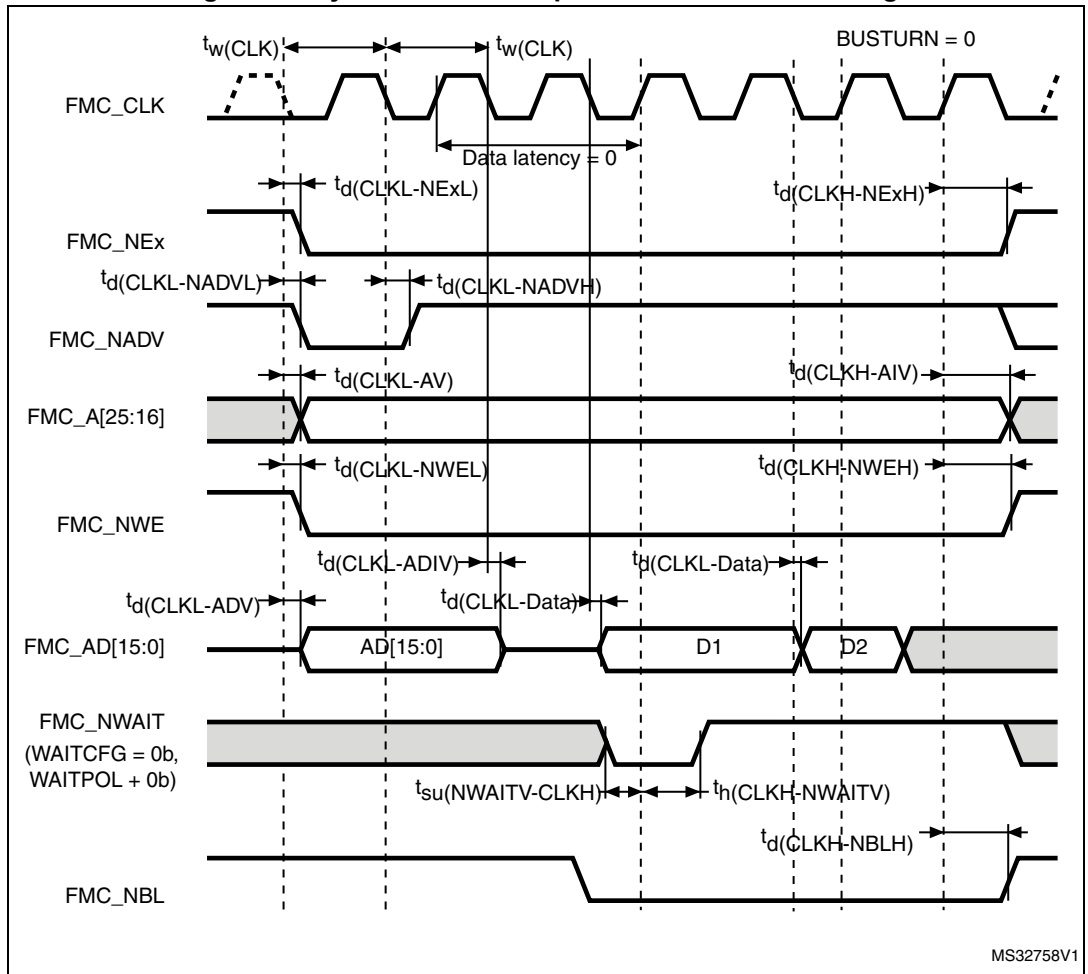 BUSTURN = 0
tw(CLK)
tw(CLK)
FMC_CLK
Data latency = 0
td(CLKL-NExL)
td(CLKH-NExH)
FMC_NEx
td(CLKL-NADVL)
td(CLKL-NADVH)
FMC_NADV
td(CLKL-AV)
td(CLKH-AIV)
FMC_A[25:16]
td(CLKL-NWEL)
td(CLKH-NWEH)
FMC_NWE
td(CLKL-ADIV)
td(CLKL-Data)
td(CLKL-ADV)
td(CLKL-Data)
FMC_AD[15:0]
AD[15:0]
D1
D2
FMC_NWAIT
(WAITCFG = 0b,
WAITPOL + 0b)
tsu(NWAITV-CLKH)
th(CLKH-NWAITV)
td(CLKH-NBLH)
FMC_NBL
MS32758V1